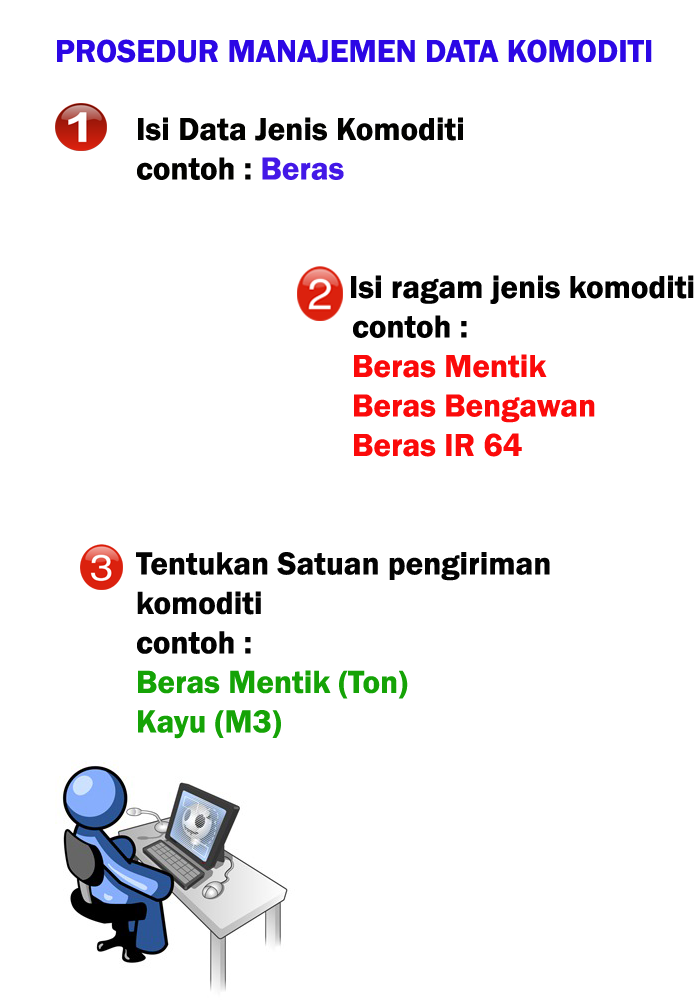 PROSEDUR MANAJEMEN DATA KOMODITI
1
Isi Data Jenis Komoditi
contoh : Beras
2
Isi ragam jenis komoditi
contoh :
Beras Mentik
Beras Bengawan
Beras IR 64
3
Tentukan Satuan pengiriman
komoditi
contoh :
Beras Mentik (Ton)
Kayu (M3)